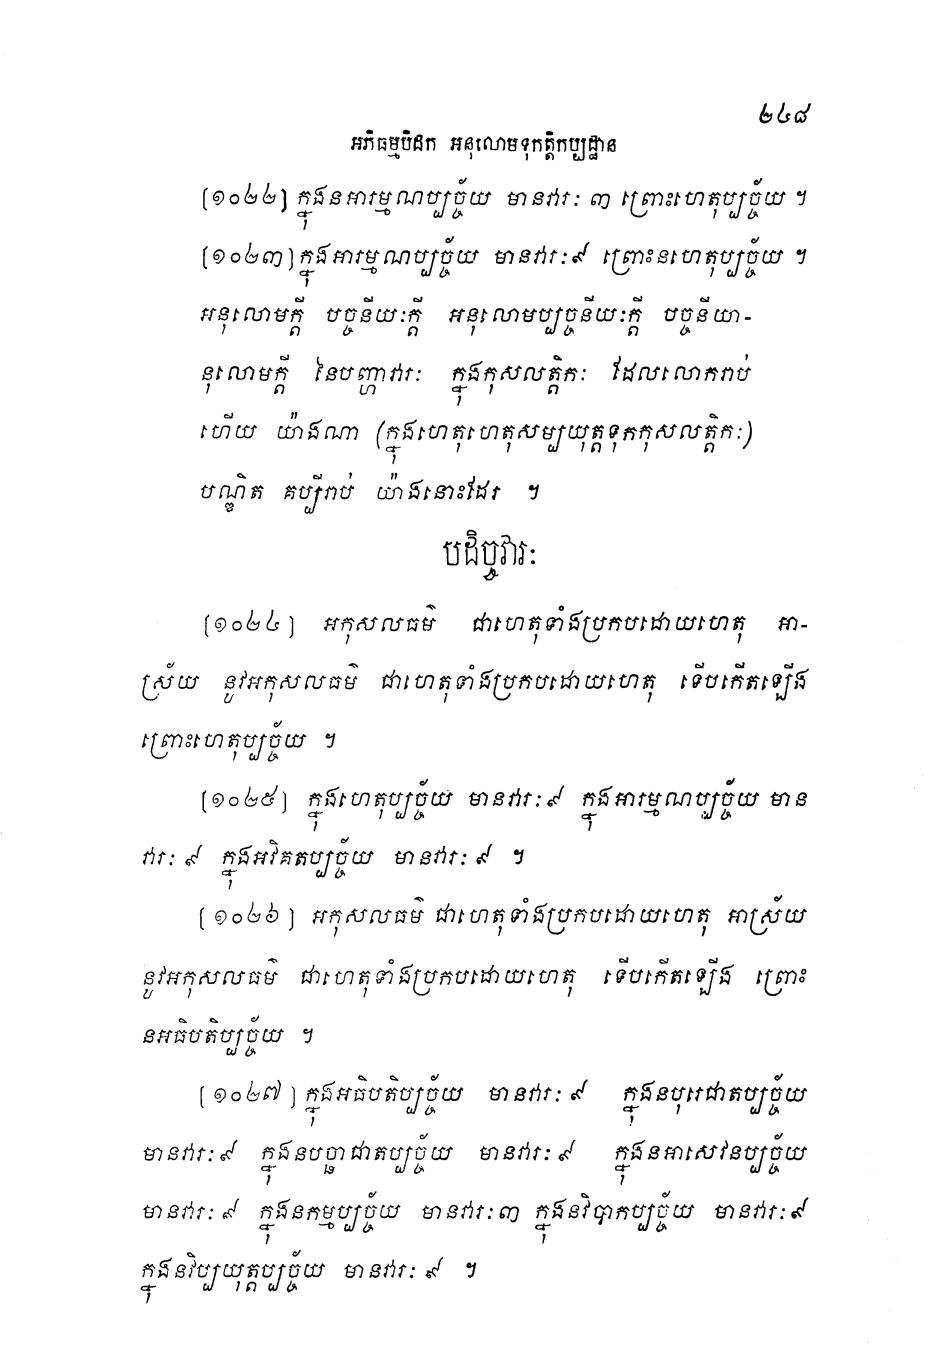 ២៤៨
អភិធម្មបិដក អនុលោមទុកត្តិកប្បដ្ឋាន
[១០២២] ក្នុងនអារម្មណប្បច្ច័យ មានវារៈ ៣ ព្រោះហេតុប្បច្ច័យ ។
[១០២៣] ក្នុងអារម្មណប្បច្ច័យ មានវារៈ ៩ ព្រោះនហេតុប្បច្ច័យ ។
អនុលោមក្តី បច្ចនីយៈក្តី អនុលោមប្បច្ចនីយៈក្តី បច្ចនីយា-
នុលោមក្តី នៃបញ្ហាវារៈ ក្នុងកុសលត្តិកៈ ដែលលោករាប់
ហើយ យ៉ាងណា (ក្នុងហេតុហេតុសម្បយុត្តទុកកុសលត្តិកៈ)
បណ្ឌិត គប្បីរាប់ យ៉ាងនោះដែរ ។
បដិច្ចវារៈ
[១០២៤] អកុសលធម៌ ជាហេតុទាំងប្រកបដោយហេតុ អា-
ស្រ័យ នូវអកុសលធម៌ ជាហេតុទាំងប្រកបដោយហេតុ ទើបកើតឡើង
ព្រោះហេតុប្បច្ច័យ ។
[១០២៥] ក្នុងហេតុប្បច្ច័យ មានវារៈ ៩ ក្នុងអារម្មណប្បច្ច័យ មាន
វារៈ ៩ ក្នុងអវិគតប្បច្ច័យ មានវារៈ ៩ ។
[១០២៦] អកុសលធម៌ ជាហេតុទាំងប្រកបដោយហេតុ អាស្រ័យ
នូវអកុសលធម៌ ជាហេតុទាំងប្រកបដោយហេតុ ទើបកើតឡើង ព្រោះ
នអធិបតិប្បច្ច័យ ។
[១០២៧] ក្នុងអធិបតិប្បច្ច័យ មានវារៈ ៩ ក្នុងនបុរេជាតប្បច្ច័យ
មានវារៈ ៩ ក្នុងនបច្ឆាជាតប្បច្ច័យ មានវារៈ ៩ ក្នុងនអាសេវនប្បច្ច័យ
មានវារៈ ៩ ក្នុងនកម្មប្បច្ច័យ មានវារៈ ៣ ក្នុងនវិបាកប្បច្ច័យ មានវារៈ ៩
ក្នុងនវិប្បយុត្តប្បច្ច័យ មានវារៈ ៩ ។